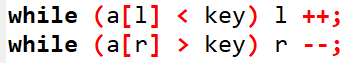 while (a[l] < key) l ++;
while (a[r] > key) r --;